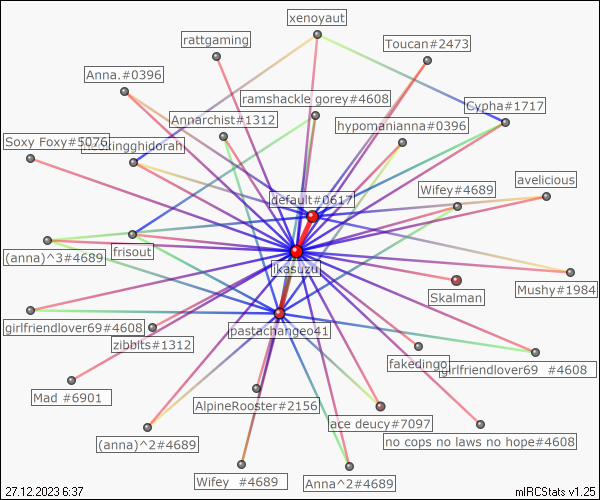 xenoyaut
rattgaming
Toucan#2473
Anna.#0396
ramshackle gorey#4608
Cypha#1717
Annarchist#1312
hypomanianna#0396
Soxy Foxy#5076
default#0617
Wifey#4689
avelicious
(anna)^3#4689
frisout
likasuzu
Skalman
Mushy#1984
girlfriendlover69#4608
pastachangeo41
zibbits#1312
fakedingo
girlfriendlover69 #4608
Mad #6901
AlpineRooster#2156
ace deucy#7097
(anna)^2#4689
no cops no laws no hope#4608
Wifey #4689
Anna^2#4689
27.12.2023 6:37
mIRCStats v1.25